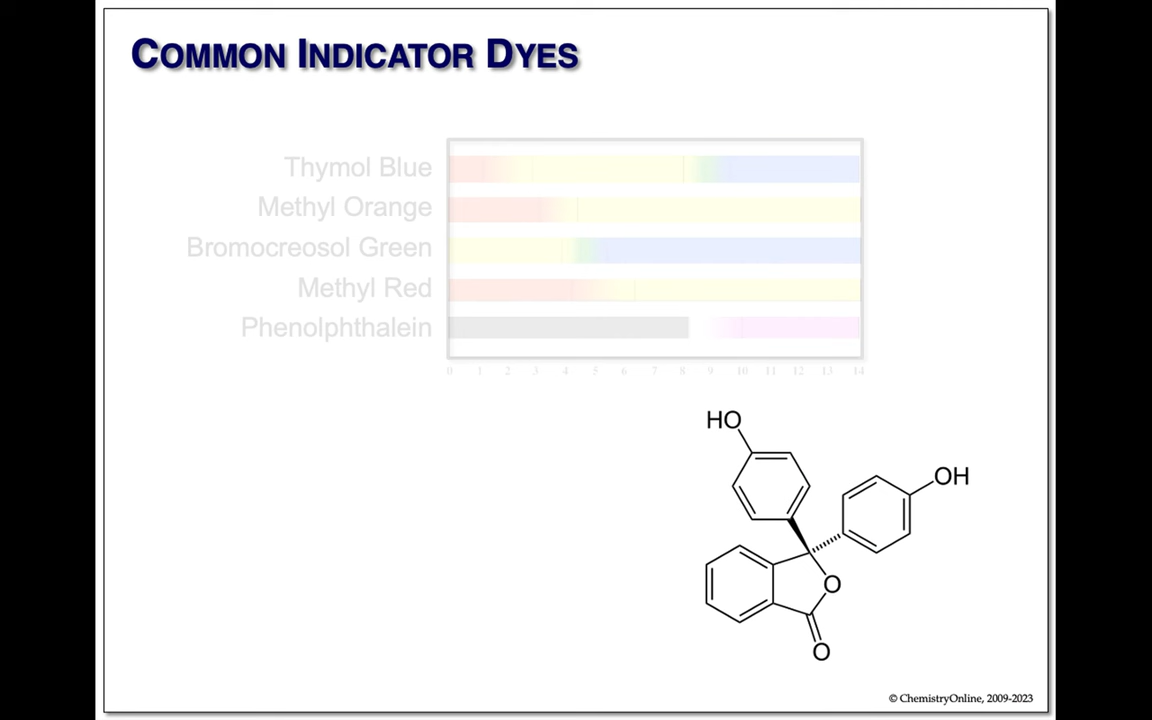 COMMON INDICATOR DYES
Thymol Blue
Methyl Orange
Bromocreosol Green
Methyl Red
Phenolphthalein
0 1 2 3 4 5 6 7 8 9 10 11 12 13 14
HO
OH
O
O
© ChemistryOnline, 2009-2023